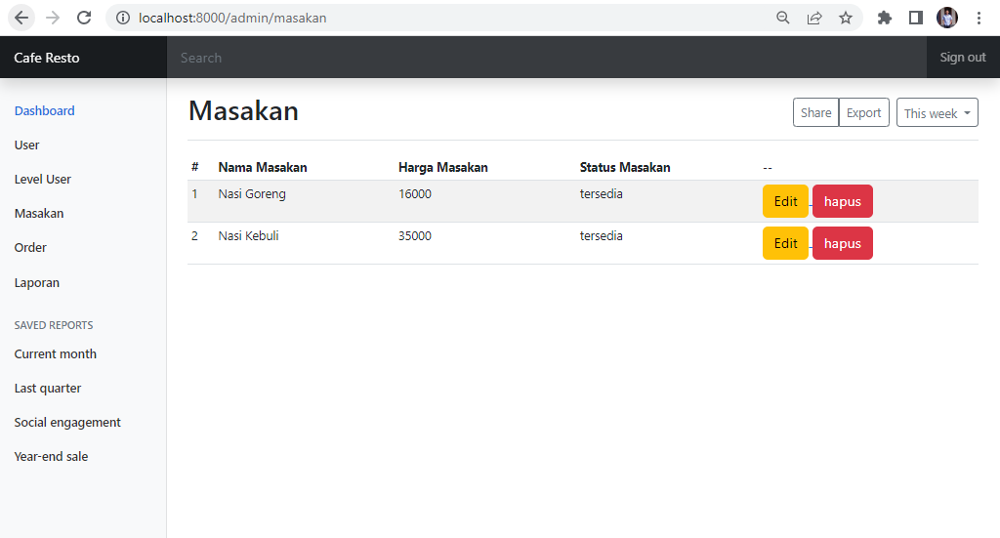 localhost:8000/admin/masakan
Cafe Resto Search Sign out
Dashboard
User
Level User
Masakan
Order
Laporan
SAVED REPORTS
Current month
Last quarter
Social engagement
Year-end sale
Masakan Share Export This week
# Nama Masakan Harga Masakan Status Masakan --
1 Nasi Goreng 16000 tersedia Edit hapus
2 Nasi Kebuli 35000 tersedia Edit hapus